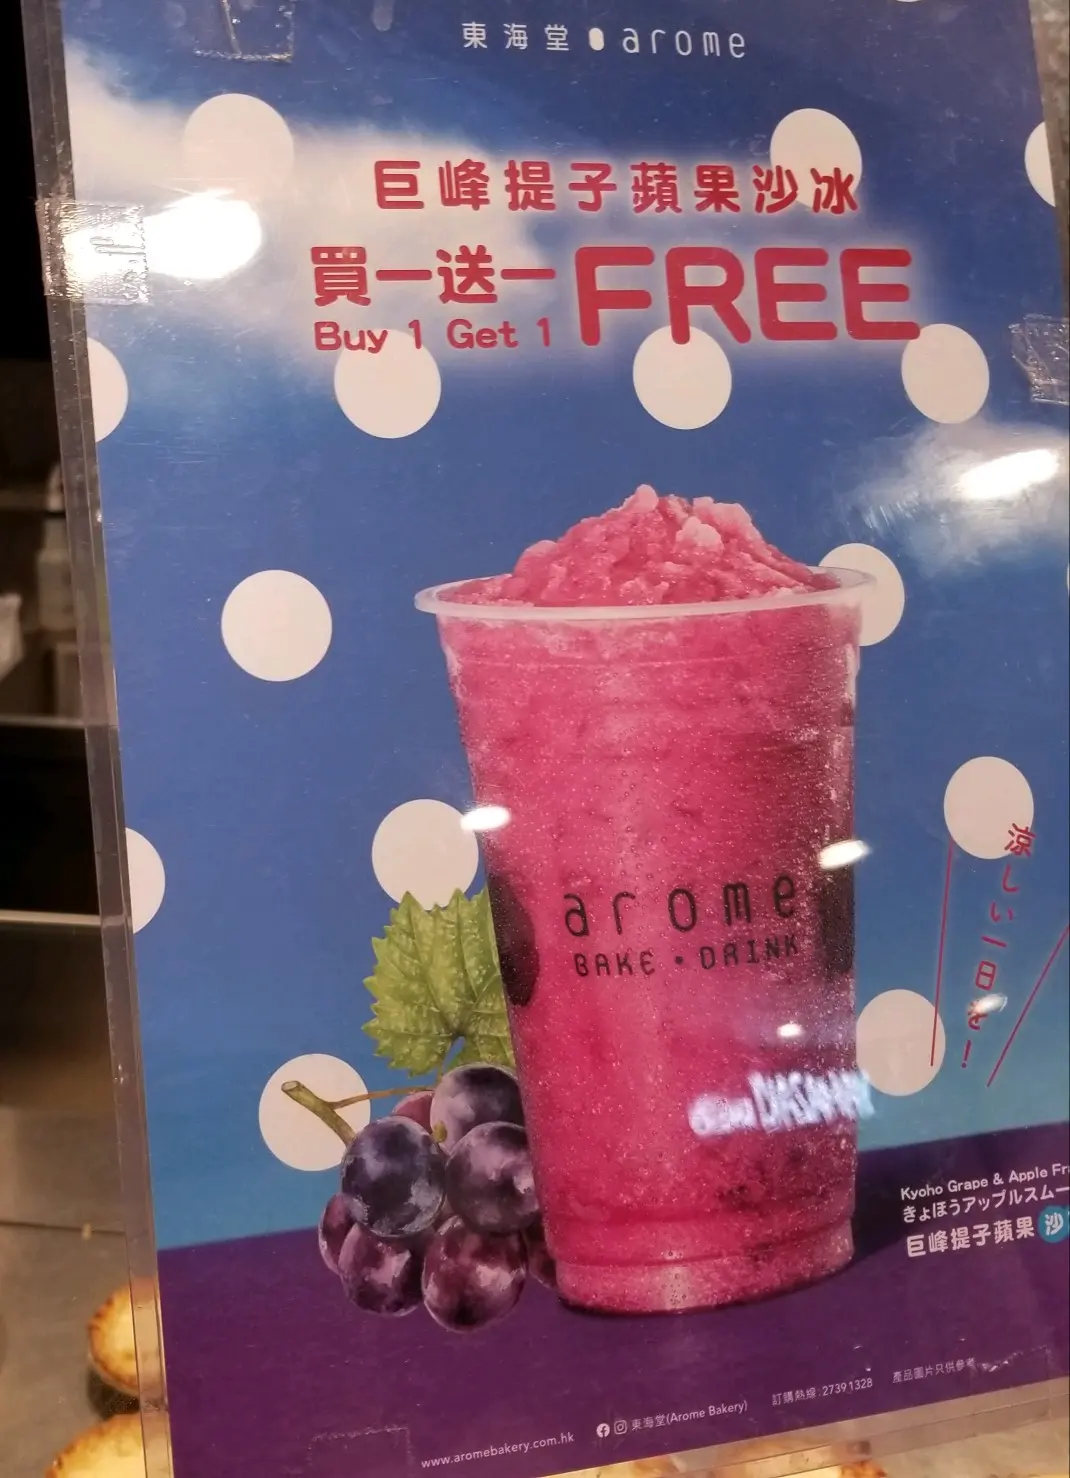 東海堂 arome
巨峰提子蘋果沙冰
買一送一 FREE
Buy 1 Get 1
arome
BAKE • DRINK
涼しい一日を！
Kyoho Grape & Apple
きょほうアップルスムー
巨峰提子蘋果沙
訂購熱線:27391328 產品圖片只供參考
東海堂(Arome Bakery)
www.aromebakery.com.hk